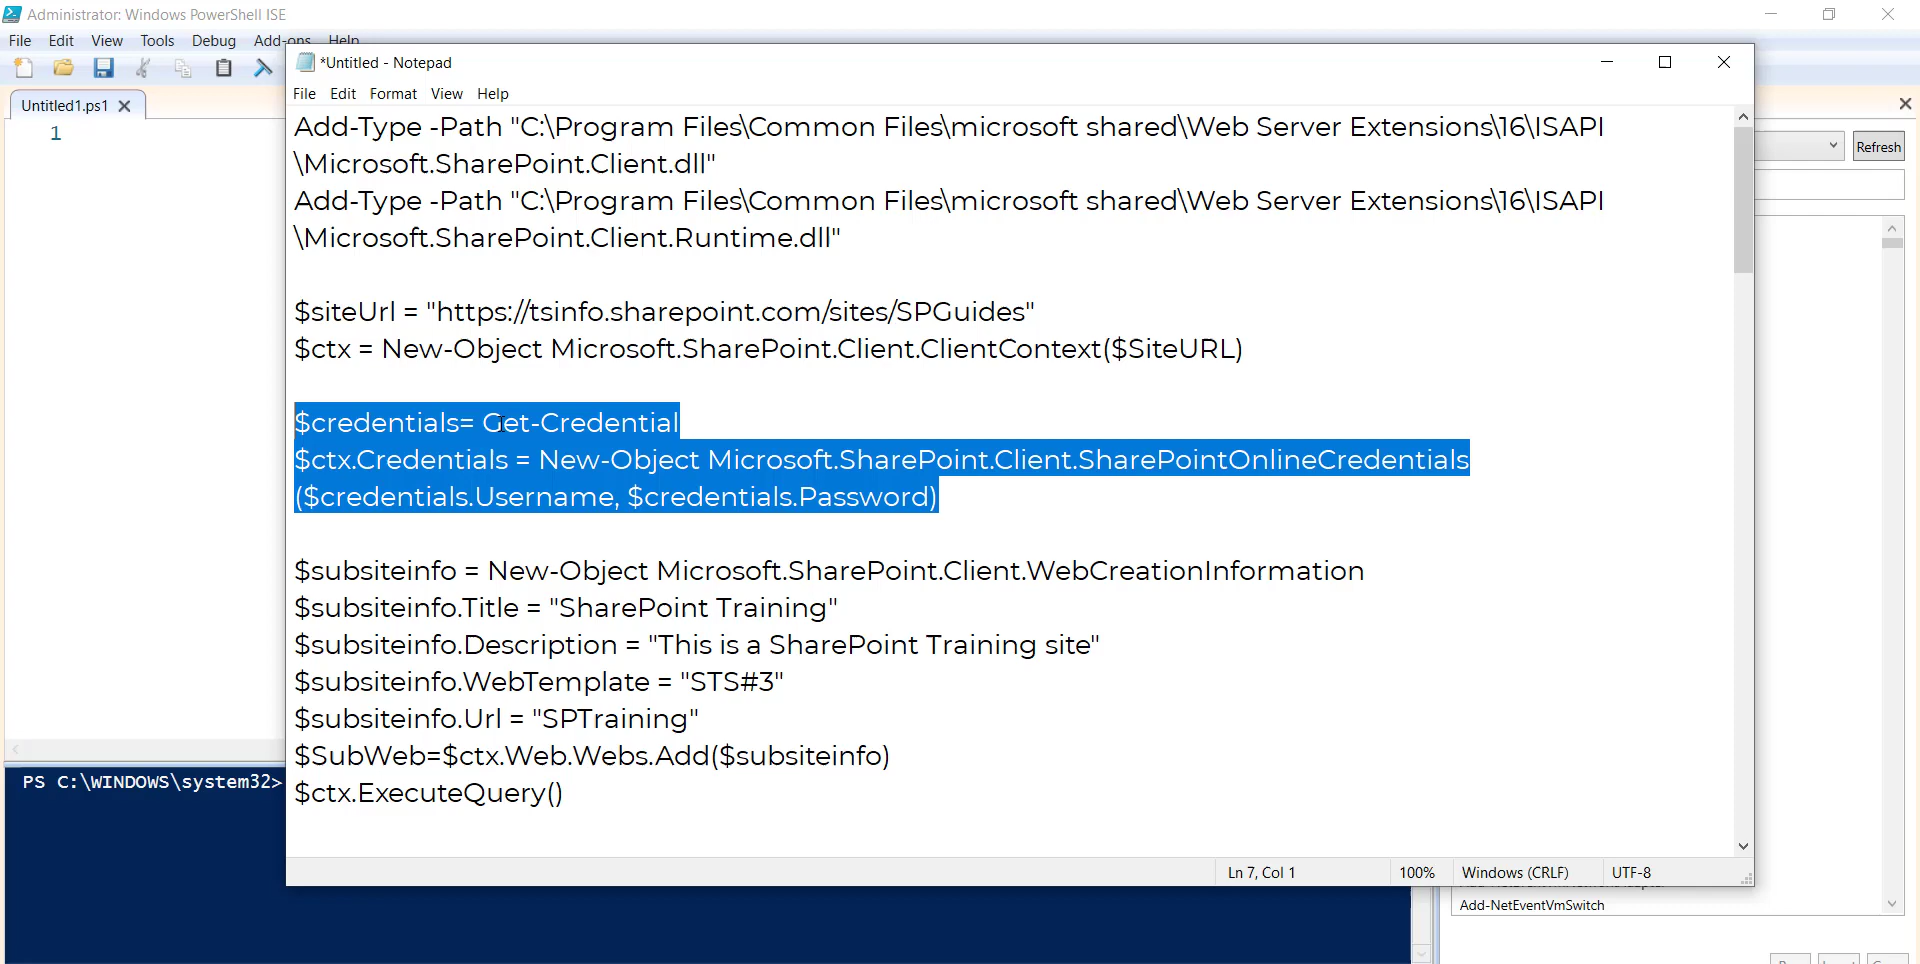 Administrator: Windows PowerShell ISE
File Edit View Tools Debug Add-ons Help
Untitled1.ps1
1
*Untitled - Notepad
File Edit Format View Help
Add-Type -Path "C:\Program Files\Common Files\microsoft shared\Web Server Extensions\16\ISAPI
\Microsoft.SharePoint.Client.dll"
Add-Type -Path "C:\Program Files\Common Files\microsoft shared\Web Server Extensions\16\ISAPI
\Microsoft.SharePoint.Client.Runtime.dll"
$siteUrl = "https://tsinfo.sharepoint.com/sites/SPGuides"
$ctx = New-Object Microsoft.SharePoint.Client.ClientContext($SiteURL)
$credentials= Get-Credential
$ctx.Credentials = New-Object Microsoft.SharePoint.Client.SharePointOnlineCredentials
($credentials.Username, $credentials.Password)
$subsiteinfo = New-Object Microsoft.SharePoint.Client.WebCreationInformation
$subsiteinfo.Title = "SharePoint Training"
$subsiteinfo.Description = "This is a SharePoint Training site"
$subsiteinfo.WebTemplate = "STS#3"
$subsiteinfo.Url = "SPTraining"
$SubWeb=$ctx.Web.Webs.Add($subsiteinfo)
$ctx.ExecuteQuery()
Ln 7, Col 1 100% Windows (CRLF) UTF-8
Refresh
PS C:\WINDOWS\system32>
Add-NetEventVmSwitch